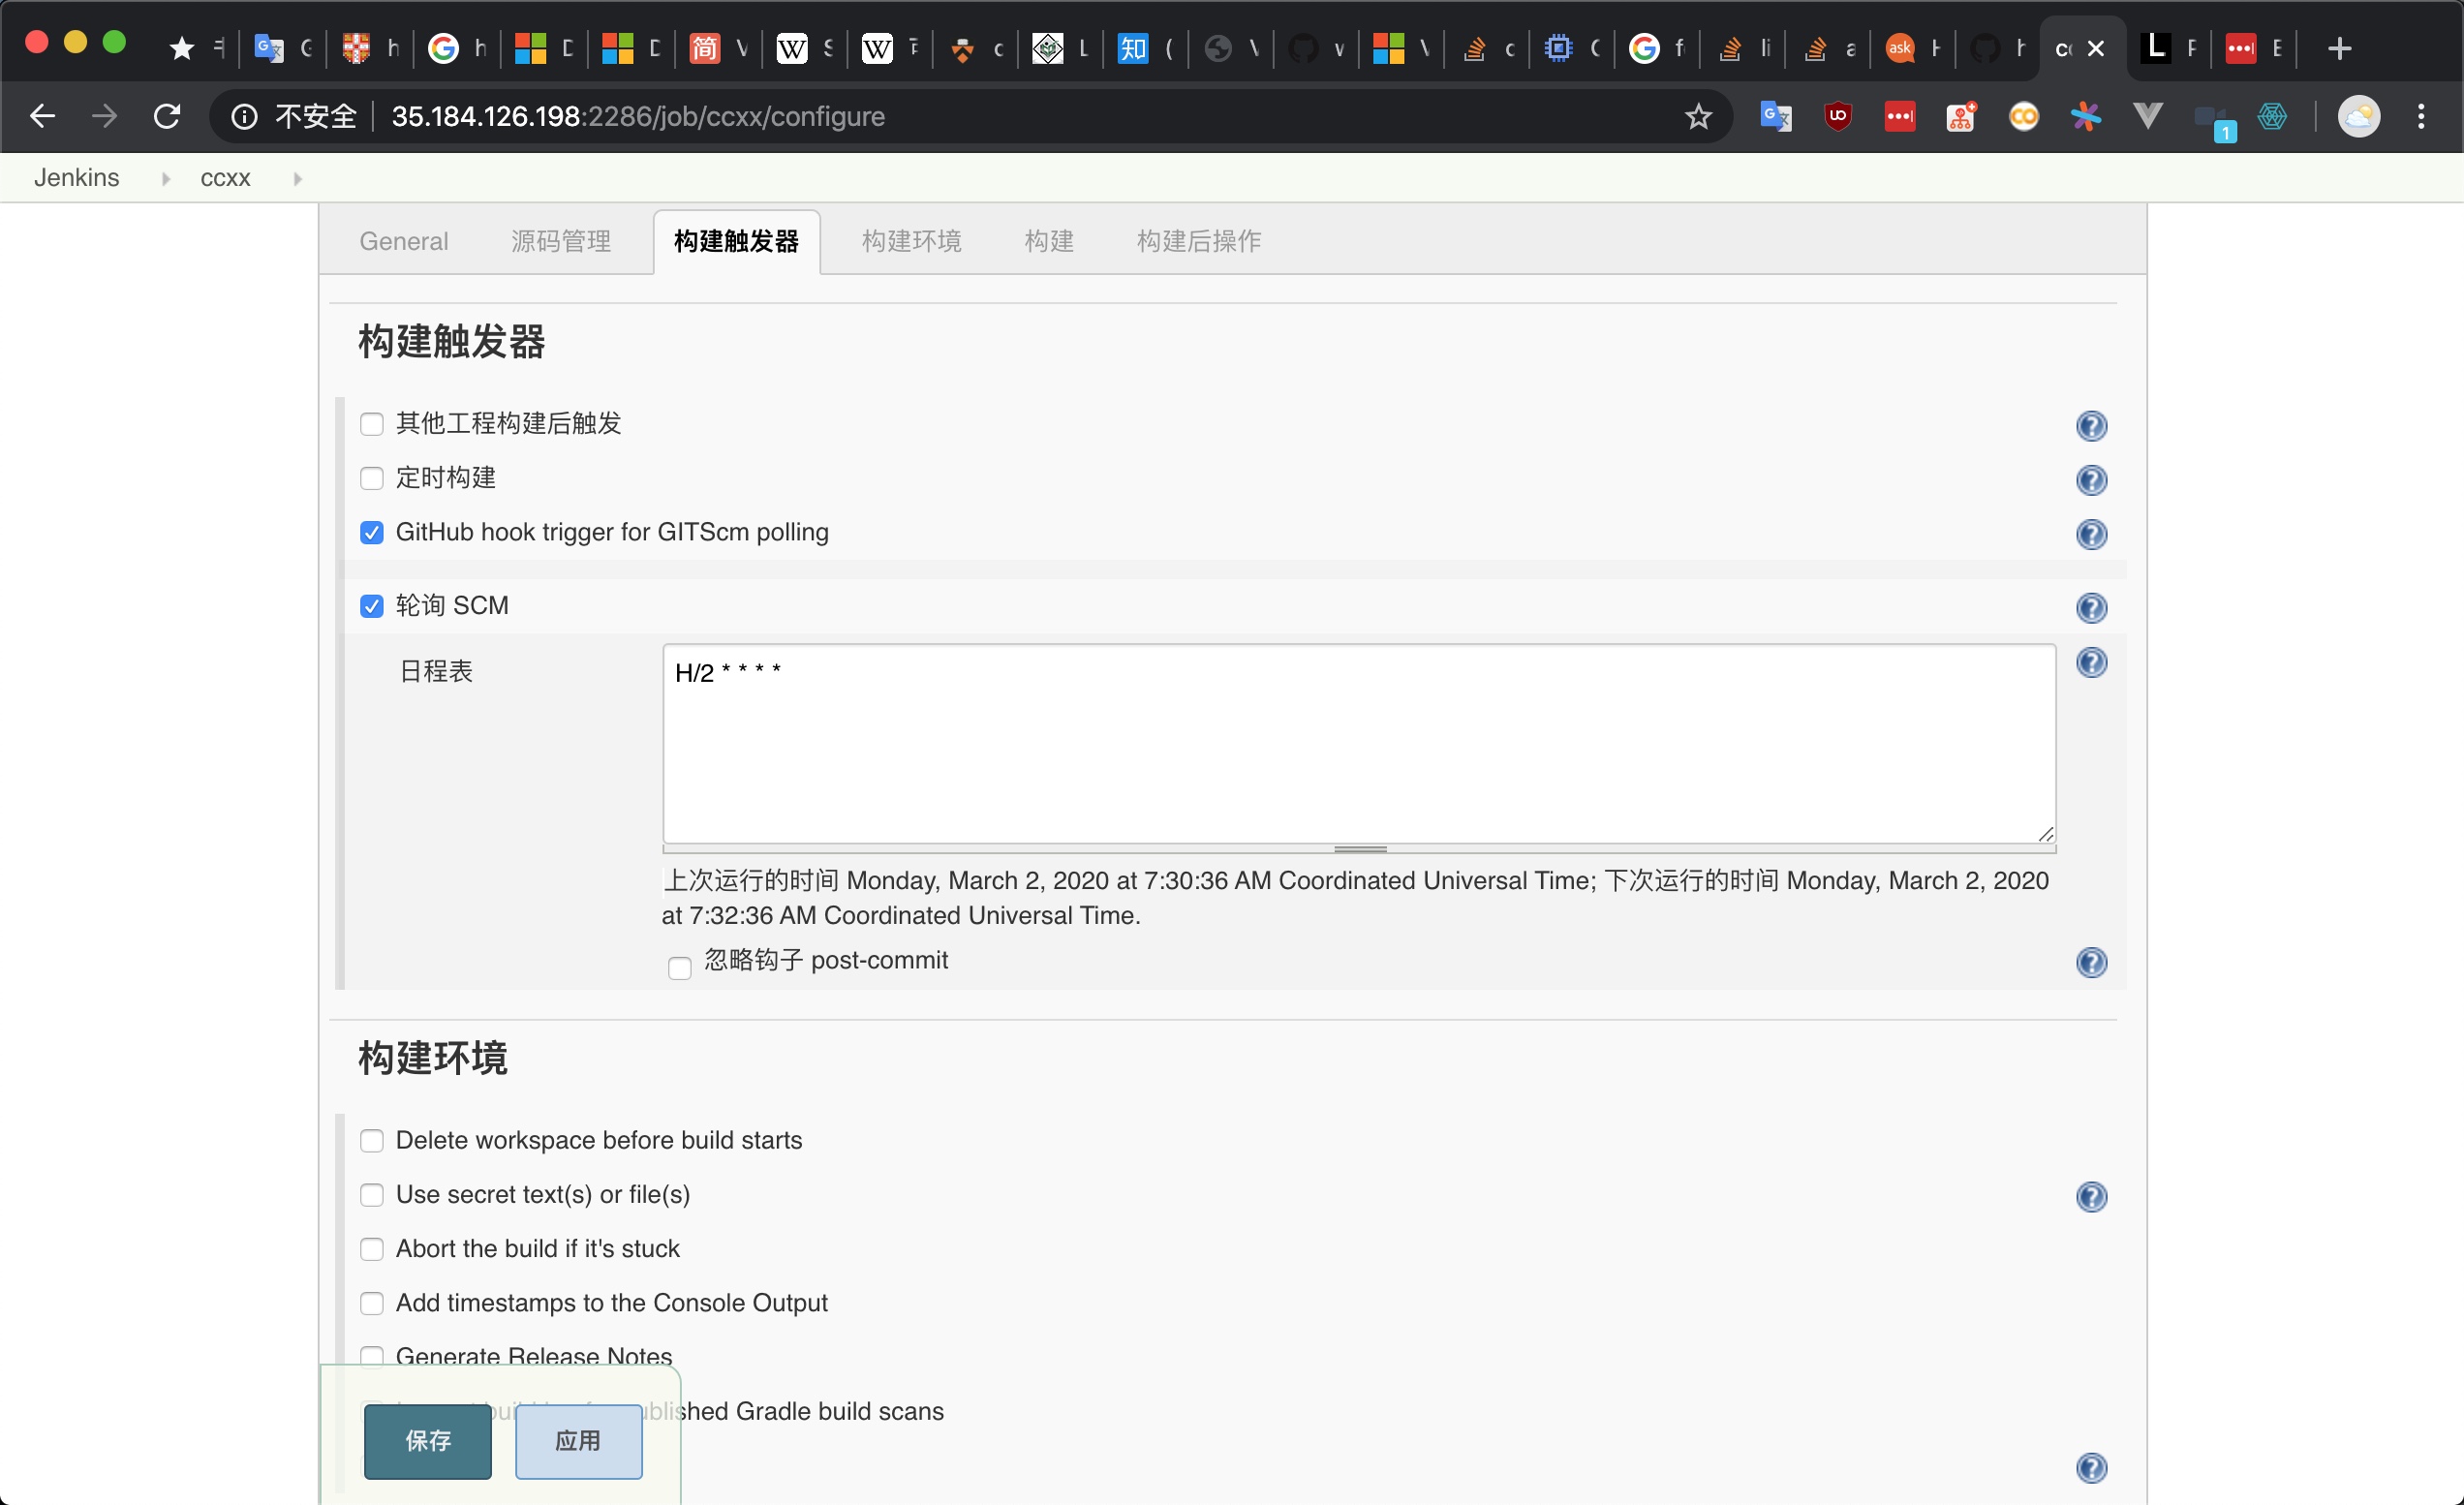 不安全 35.184.126.198:2286/job/ccxx/configure
1
Jenkins ccxx
General 源码管理 构建触发器 构建环境 构建 构建后操作
构建触发器
其他工程构建后触发
定时构建
GitHub hook trigger for GITScm polling
轮询 SCM
日程表
H/2 * * * *
上次运行的时间 Monday, March 2, 2020 at 7:30:36 AM Coordinated Universal Time; 下次运行的时间 Monday, March 2, 2020
at 7:32:36 AM Coordinated Universal Time.
忽略钩子 post-commit
构建环境
Delete workspace before build starts
Use secret text(s) or file(s)
Abort the build if it's stuck
Add timestamps to the Console Output
Generate Release Notes
Gradle build scans
保存 应用